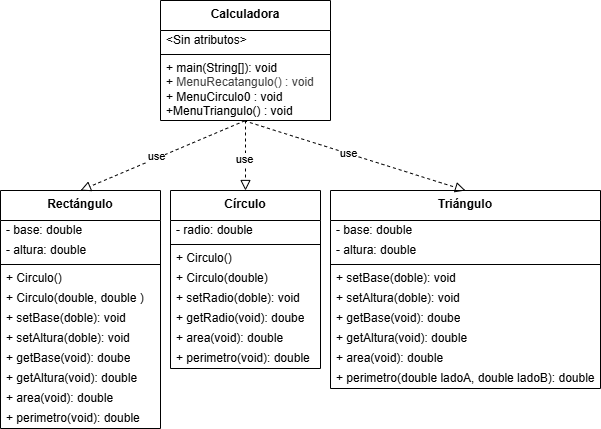 Calculadora
<Sin atributos>
+ main(String[]): void
+ MenuRecatangulo() : void
+ MenuCirculo0 : void
+MenuTriangulo() : void
use
use
use
Rectángulo
- base: double
- altura: double
+ Circulo()
+ Circulo(double, double )
+ setBase(doble): void
+ setAltura(doble): void
+ getBase(void): doube
+ getAltura(void): double
+ area(void): double
+ perimetro(void): double
Círculo
- radio: double
+ Circulo()
+ Circulo(double)
+ setRadio(doble): void
+ getRadio(void): doube
+ area(void): double
+ perimetro(void): double
Triángulo
- base: double
- altura: double
+ setBase(doble): void
+ setAltura(doble): void
+ getBase(void): doube
+ getAltura(void): double
+ area(void): double
+ perimetro(double ladoA, double ladoB): double